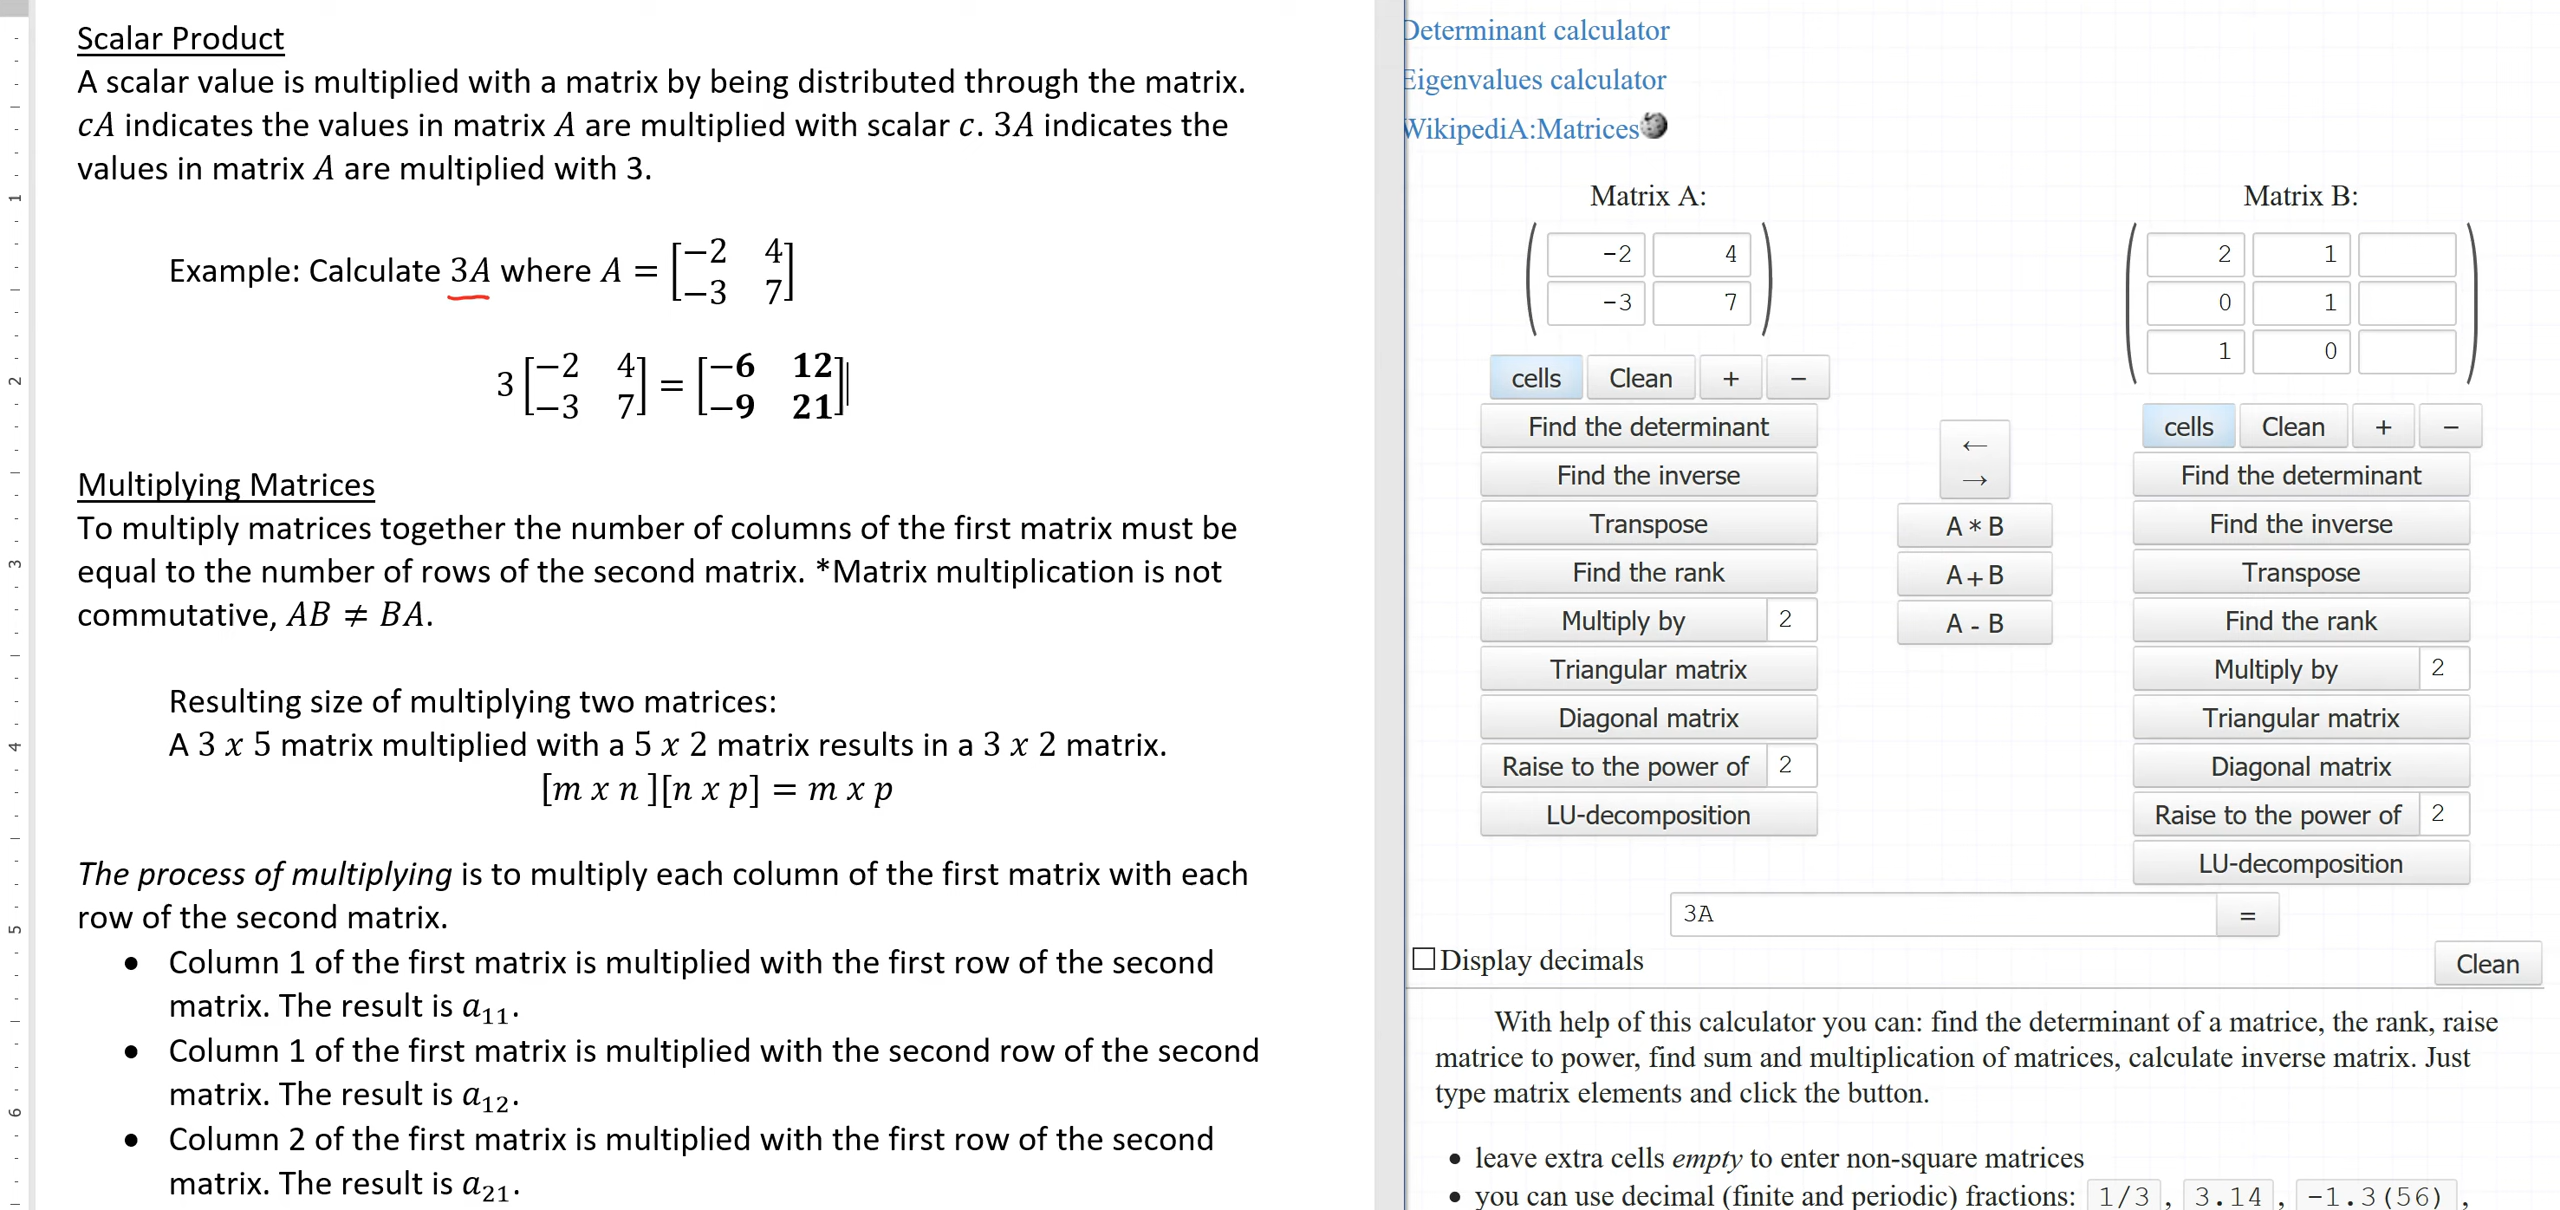 Scalar Product
A scalar value is multiplied with a matrix by being distributed through the matrix.
cA indicates the values in matrix A are multiplied with scalar c. 3A indicates the
values in matrix A are multiplied with 3.
Example: Calculate 3A where A = [−2 4
−3 7]
3 [−2 4
−3 7] = [−6 12
−9 21]
Multiplying Matrices
To multiply matrices together the number of columns of the first matrix must be
equal to the number of rows of the second matrix. *Matrix multiplication is not
commutative, AB ≠ BA.
Resulting size of multiplying two matrices:
A 3 x 5 matrix multiplied with a 5 x 2 matrix results in a 3 x 2 matrix.
[m x n ][n x p] = m x p
The process of multiplying is to multiply each column of the first matrix with each
row of the second matrix.
• Column 1 of the first matrix is multiplied with the first row of the second
matrix. The result is a₁₁.
• Column 1 of the first matrix is multiplied with the second row of the second
matrix. The result is a₁₂.
• Column 2 of the first matrix is multiplied with the first row of the second
matrix. The result is a₂₁.
1
2
3
4
5
6
Determinant calculator
Eigenvalues calculator
WikipediA:Matrices
Matrix A:
-2 4
-3 7
cells Clean + −
Find the determinant
Find the inverse
Transpose
Find the rank
Multiply by 2
Triangular matrix
Diagonal matrix
Raise to the power of 2
LU-decomposition
←
→
A * B
A + B
A - B
Matrix B:
2 1
0 1
1 0
cells Clean + −
Find the determinant
Find the inverse
Transpose
Find the rank
Multiply by 2
Triangular matrix
Diagonal matrix
Raise to the power of 2
LU-decomposition
3A =
Display decimals
Clean
With help of this calculator you can: find the determinant of a matrice, the rank, raise
matrice to power, find sum and multiplication of matrices, calculate inverse matrix. Just
type matrix elements and click the button.
• leave extra cells empty to enter non-square matrices
• you can use decimal (finite and periodic) fractions: 1/3 , 3.14 , -1.3(56) ,